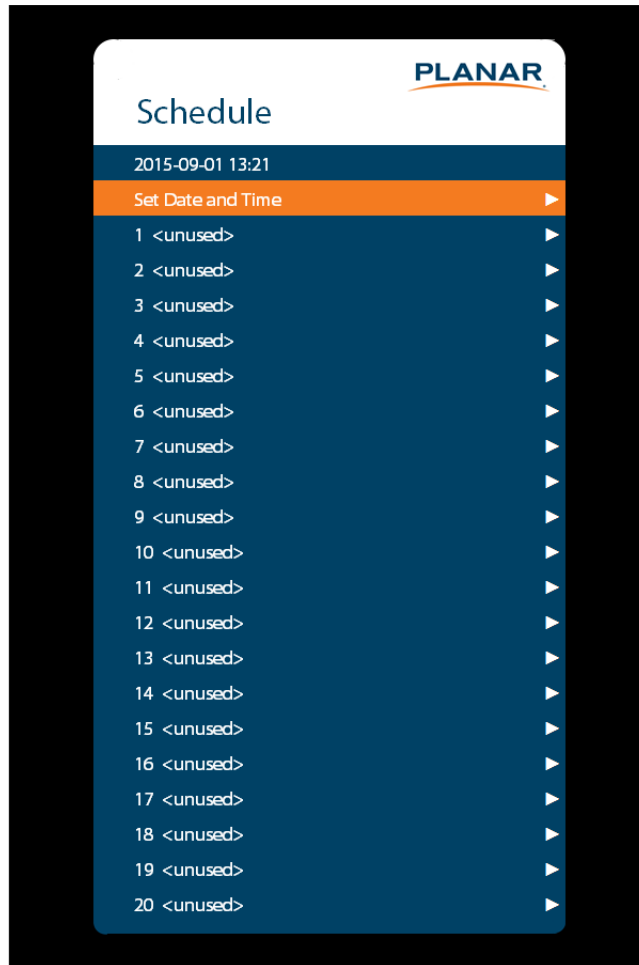 PLANAR
Schedule
2015-09-01 13:21
Set Date and Time
1 <unused>
2 <unused>
3 <unused>
4 <unused>
5 <unused>
6 <unused>
7 <unused>
8 <unused>
9 <unused>
10 <unused>
11 <unused>
12 <unused>
13 <unused>
14 <unused>
15 <unused>
16 <unused>
17 <unused>
18 <unused>
19 <unused>
20 <unused>